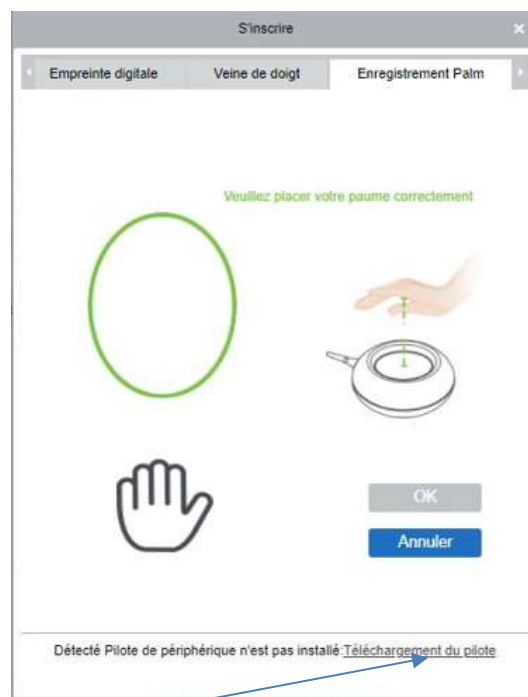 S'inscrire
Empreinte digitale Veine de doigt Enregistrement Palm
Veuillez placer votre paume correctement
OK
Annuler
Détecté Pilote de périphérique n'est pas installé:Téléchargement du pilote